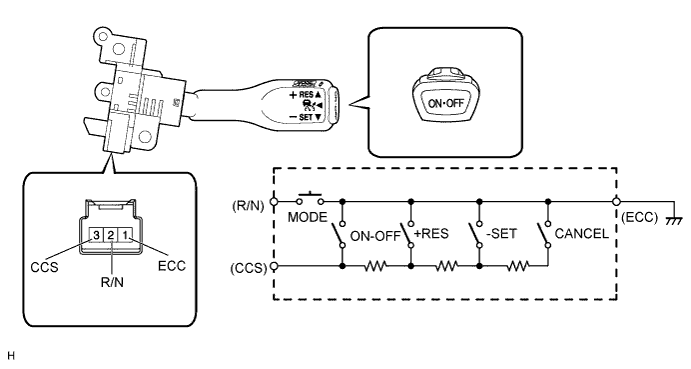 + RES ▲
◀
− SET ▼
ON•OFF
3 2 1
CCS
R/N
ECC
(R/N)
MODE
ON-OFF
+RES
-SET
CANCEL
(ECC)
(CCS)
H